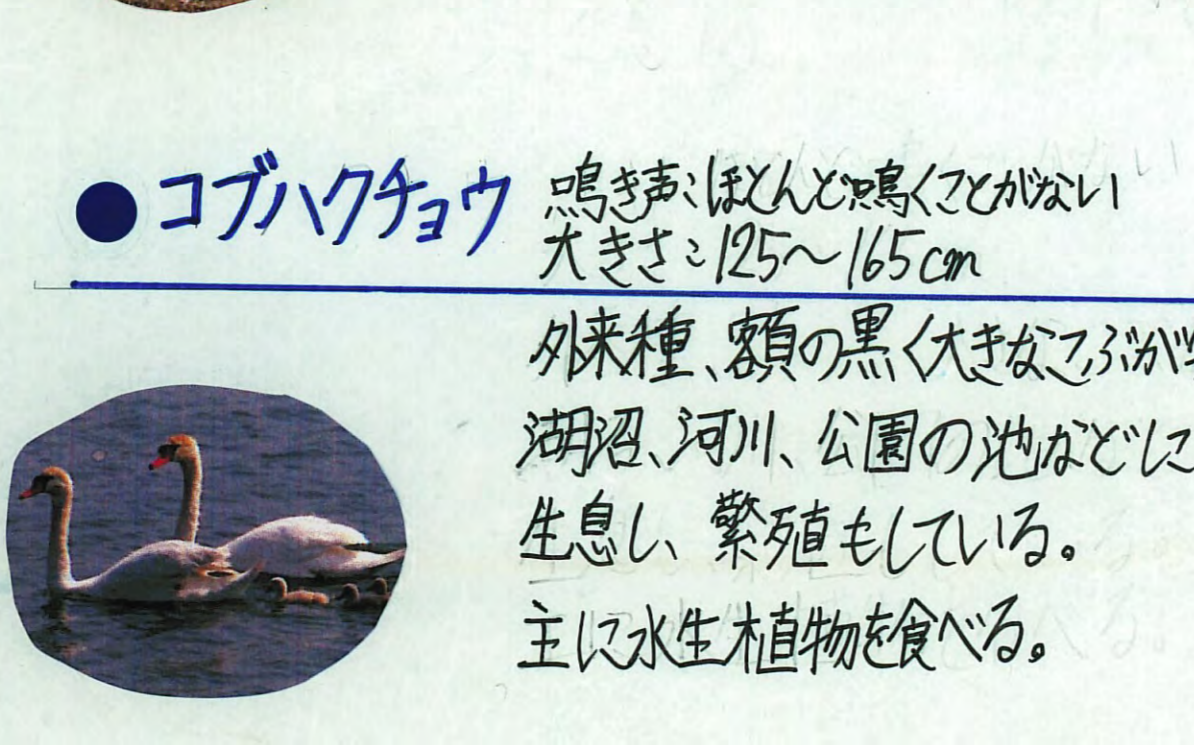 ●コブハクチョウ
鳴き声:ほとんど鳴くことがない
大きさ:125～165cm
外来種、額の黒く大きなこぶが
湖沼、河川、公園の池などに
生息し、繁殖もしている。
主に水生植物を食べる。